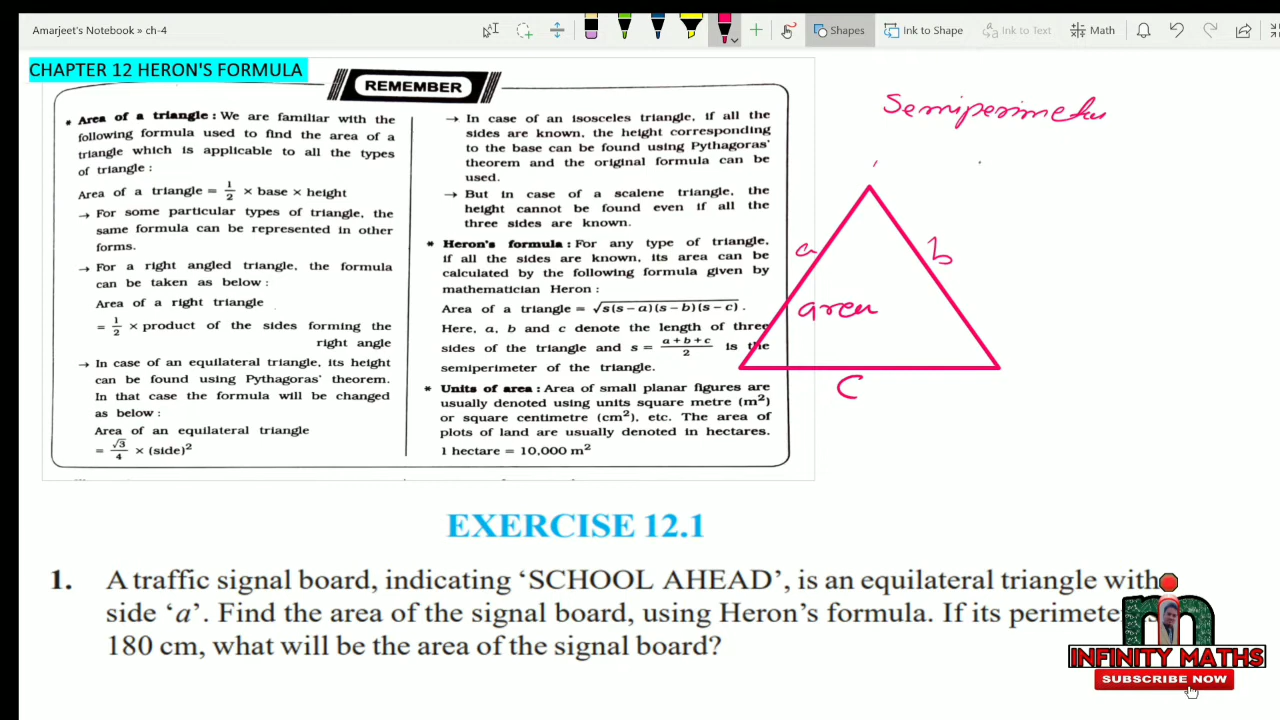 Amarjeet's Notebook » ch-4
Shapes
Ink to Shape
Ink to Text
Math
CHAPTER 12 HERON'S FORMULA
REMEMBER
* Area of a triangle : We are familiar with the
following formula used to find the area of a
triangle which is applicable to all the types
of triangle :
Area of a triangle = 1/2 × base × height
→ For some particular types of triangle, the
same formula can be represented in other
forms.
→ For a right angled triangle, the formula
can be taken as below :
Area of a right triangle
= 1/2 × product of the sides forming the
right angle
→ In case of an equilateral triangle, its height
can be found using Pythagoras' theorem.
In that case the formula will be changed
as below :
Area of an equilateral triangle
= √3/4 × (side)²
→ In case of an isosceles triangle, if all the
sides are known, the height corresponding
to the base can be found using Pythagoras'
theorem and the original formula can be
used.
→ But in case of a scalene triangle, the
height cannot be found even if all the
three sides are known.
* Heron's formula : For any type of triangle,
if all the sides are known, its area can be
calculated by the following formula given by
mathematician Heron :
Area of a triangle = √s(s – a)(s – b)(s – c) .
Here, a, b and c denote the length of three
sides of the triangle and s = a + b + c/2 is the
semiperimeter of the triangle.
* Units of area : Area of small planar figures are
usually denoted using units square metre (m²)
or square centimetre (cm²), etc. The area of
plots of land are usually denoted in hectares.
1 hectare = 10,000 m²
Semiperimeter
a
b
area
C
EXERCISE 12.1
1. A traffic signal board, indicating ‘SCHOOL AHEAD’, is an equilateral triangle with
side ‘a’. Find the area of the signal board, using Heron’s formula. If its perimeter is
180 cm, what will be the area of the signal board?
INFINITY MATHS
SUBSCRIBE NOW